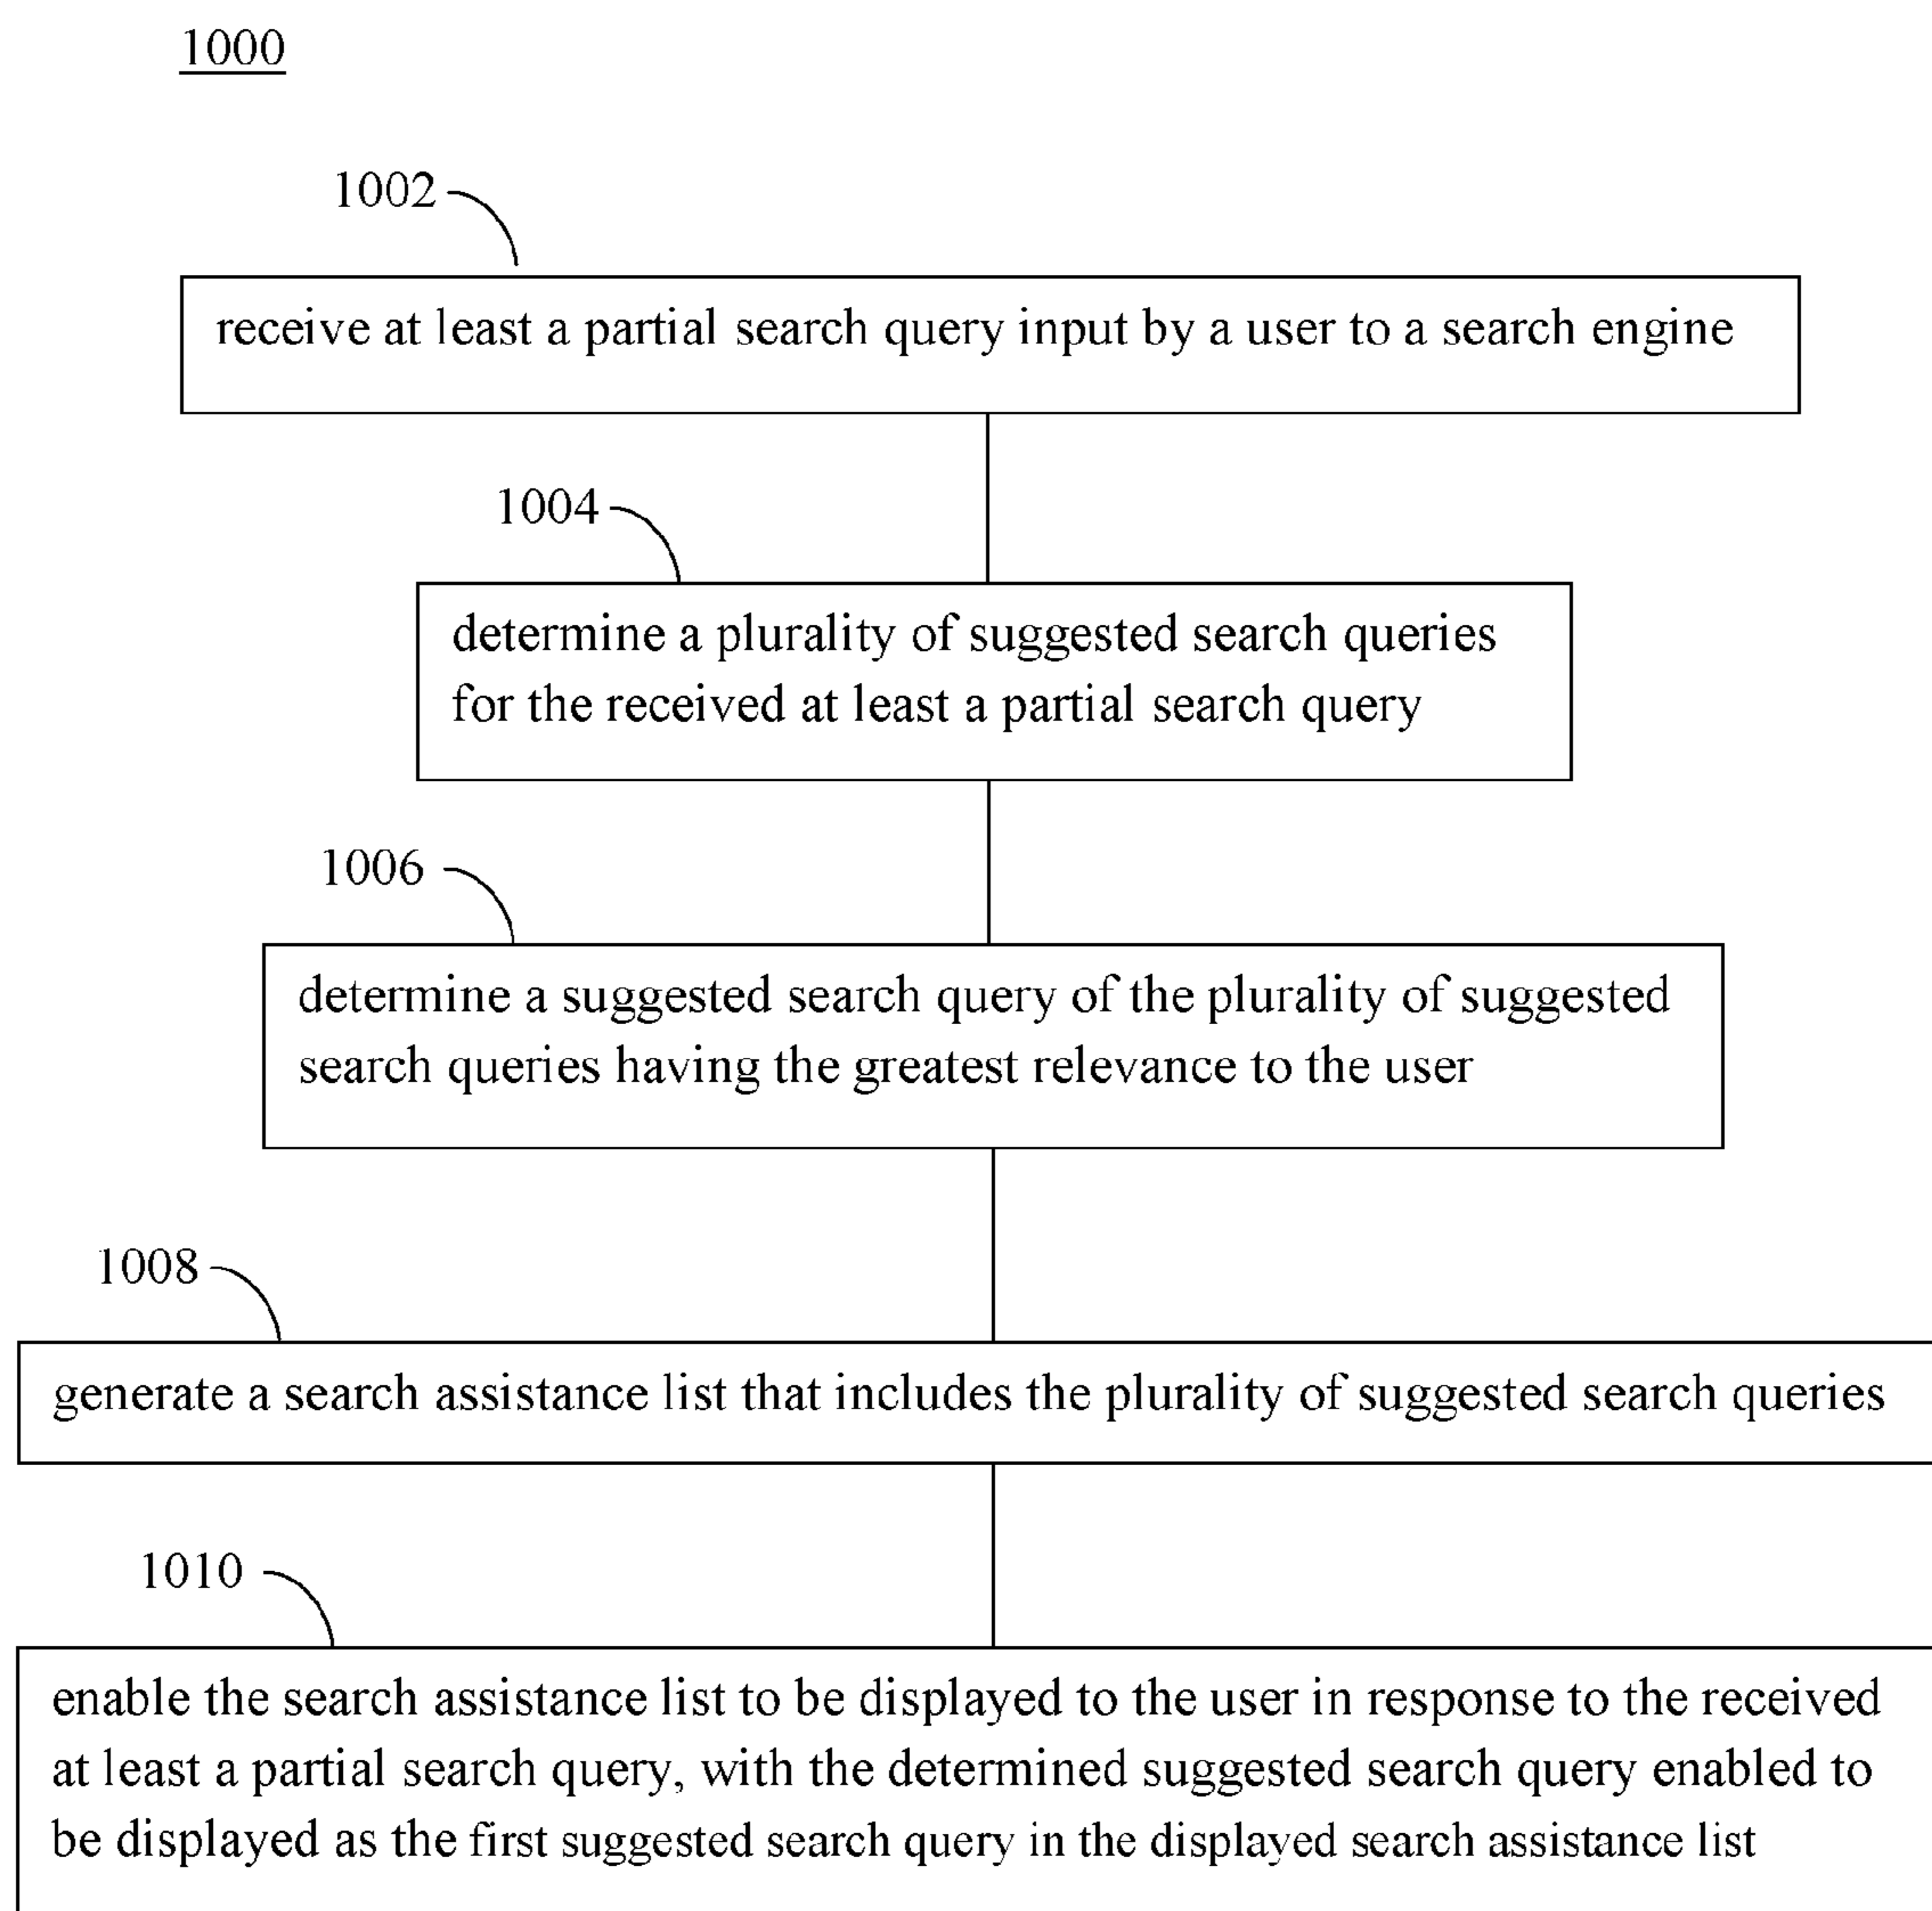 1000
1002
receive at least a partial search query input by a user to a search engine
1004
determine a plurality of suggested search queries
for the received at least a partial search query
1006
determine a suggested search query of the plurality of suggested
search queries having the greatest relevance to the user
1008
generate a search assistance list that includes the plurality of suggested search queries
1010
enable the search assistance list to be displayed to the user in response to the received
at least a partial search query, with the determined suggested search query enabled to
be displayed as the first suggested search query in the displayed search assistance list